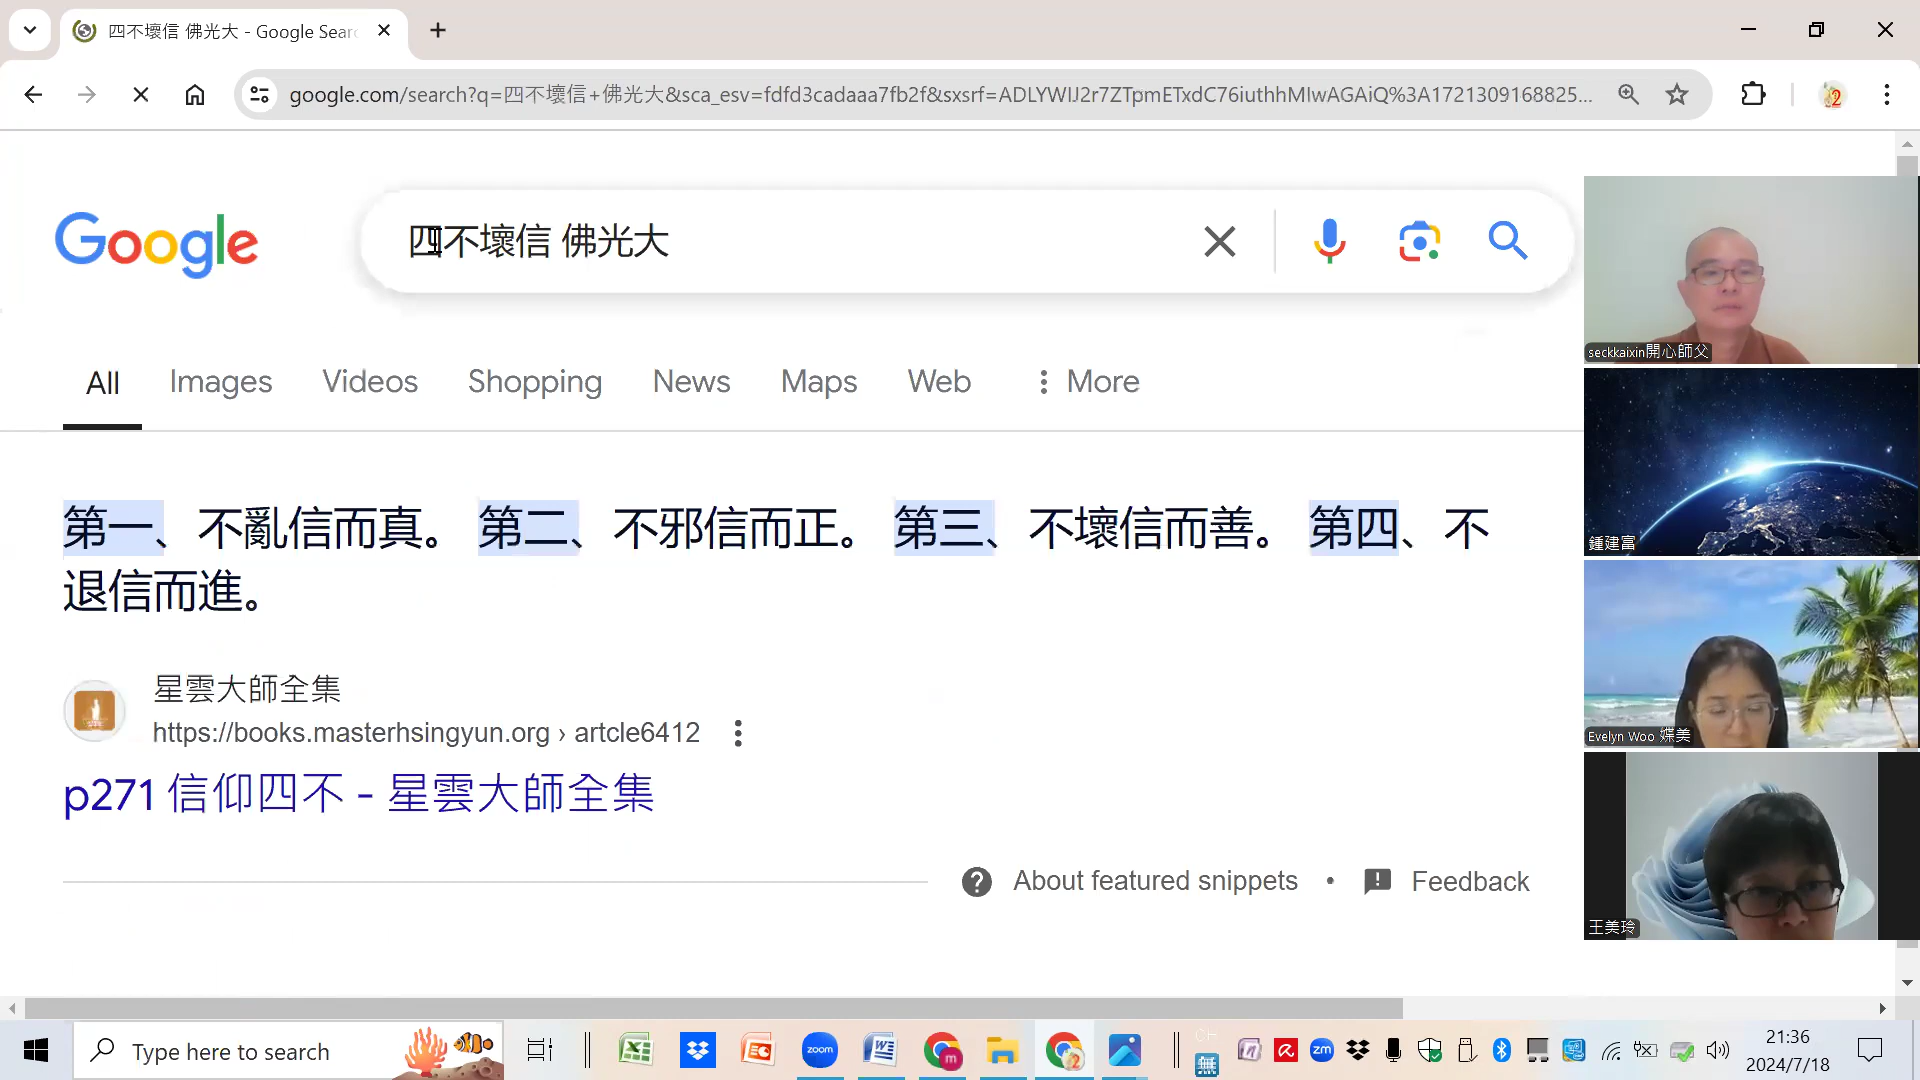 四不壞信 佛光大 - Google Sear
google.com/search?q=四不壞信+佛光大&sca_esv=fdfd3cadaaa7fb2f&sxsrf=ADLYWIJ2r7ZTpmETxdC76iuthhMIwAGAiQ%3A1721309168825...
Google
四不壞信 佛光大
All Images Videos Shopping News Maps Web More
第一、不亂信而真。 第二、不邪信而正。 第三、不壞信而善。 第四、不
退信而進。
星雲大師全集
https://books.masterhsingyun.org › artcle6412
p271 信仰四不 - 星雲大師全集
About featured snippets • Feedback
seckkaixin開心師父
鍾建富
Evelyn Woo 媟美
王美玲
Type here to search
zoom
zm
CH
21:36
2024/7/18